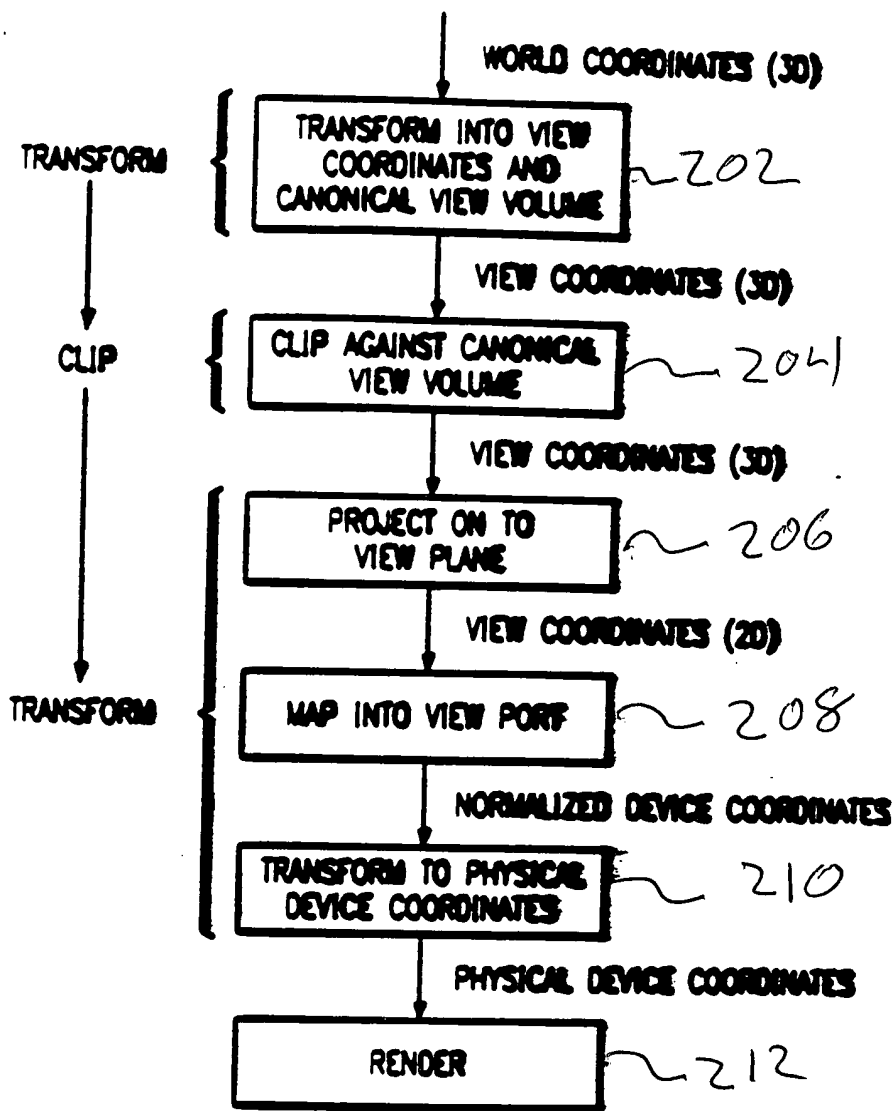 WORLD COORDINATES (3D)
TRANSFORM
TRANSFORM INTO VIEW
COORDINATES AND
CANONICAL VIEW VOLUME
202
VIEW COORDINATES (3D)
CLIP
CLIP AGAINST CANONICAL
VIEW VOLUME
204
VIEW COORDINATES (3D)
PROJECT ON TO
VIEW PLANE
206
VIEW COORDINATES (2D)
TRANSFORM
MAP INTO VIEW PORT
208
NORMALIZED DEVICE COORDINATES
TRANSFORM TO PHYSICAL
DEVICE COORDINATES
210
PHYSICAL DEVICE COORDINATES
RENDER
212